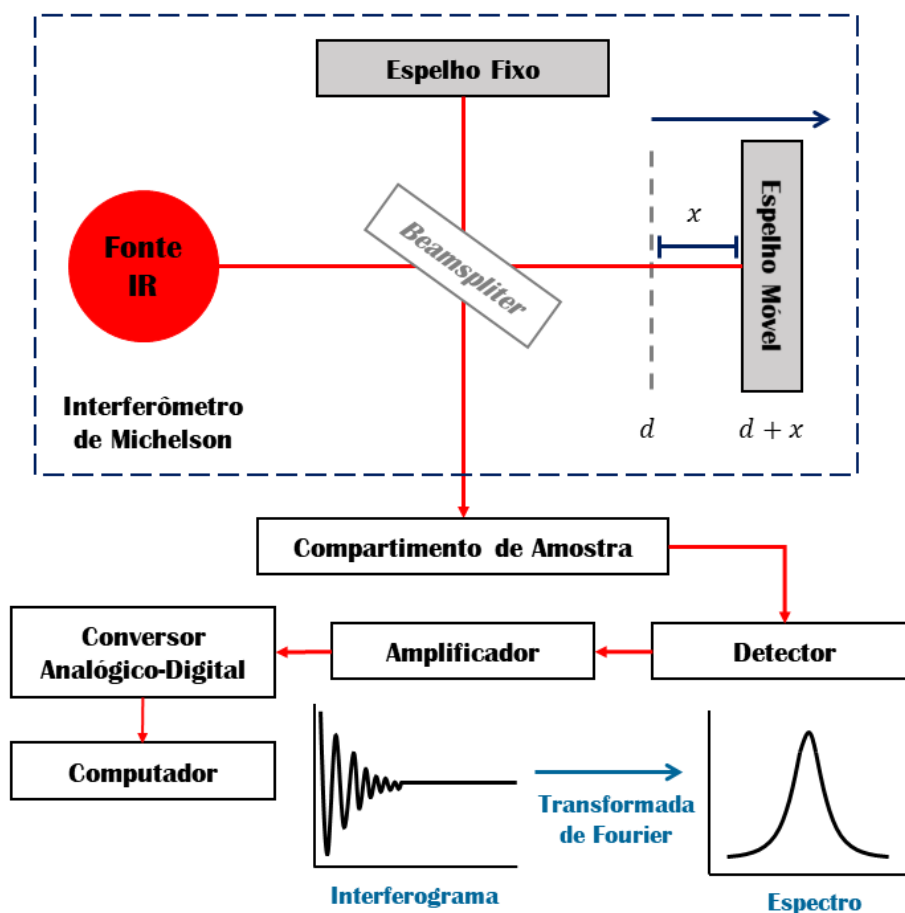 Espelho Fixo
Fonte
IR
Beamspliter
x
Espelho Móvel
d
d + x
Interferômetro
de Michelson
Compartimento de Amostra
Conversor
Analógico-Digital
Amplificador
Detector
Computador
Transformada
de Fourier
Interferograma
Espectro